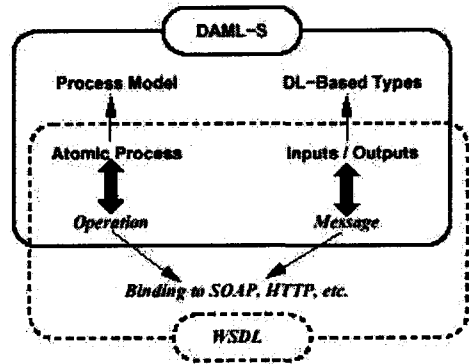 DAML-S
Process Model DL-Based Types
Atomic Process Inputs / Outputs
Operation Message
Binding to SOAP, HTTP, etc.
WSDL